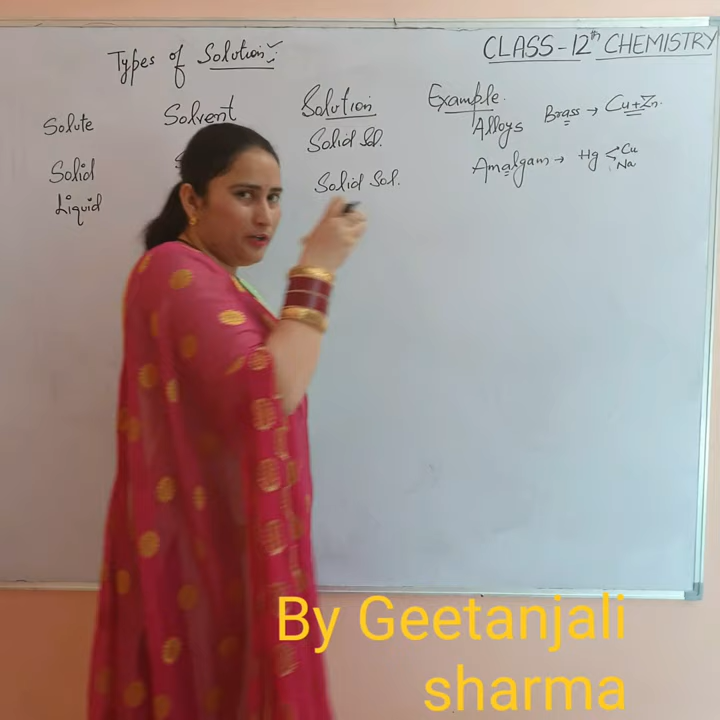 Types of Solution:
CLASS-12th CHEMISTRY
Solute Solvent Solution Example.
Solid Solid Sol. Alloys Brass → Cu+Zn.
Liquid Solid Sol. Amalgam → Hg Cu
Na
By Geetanjali
sharma